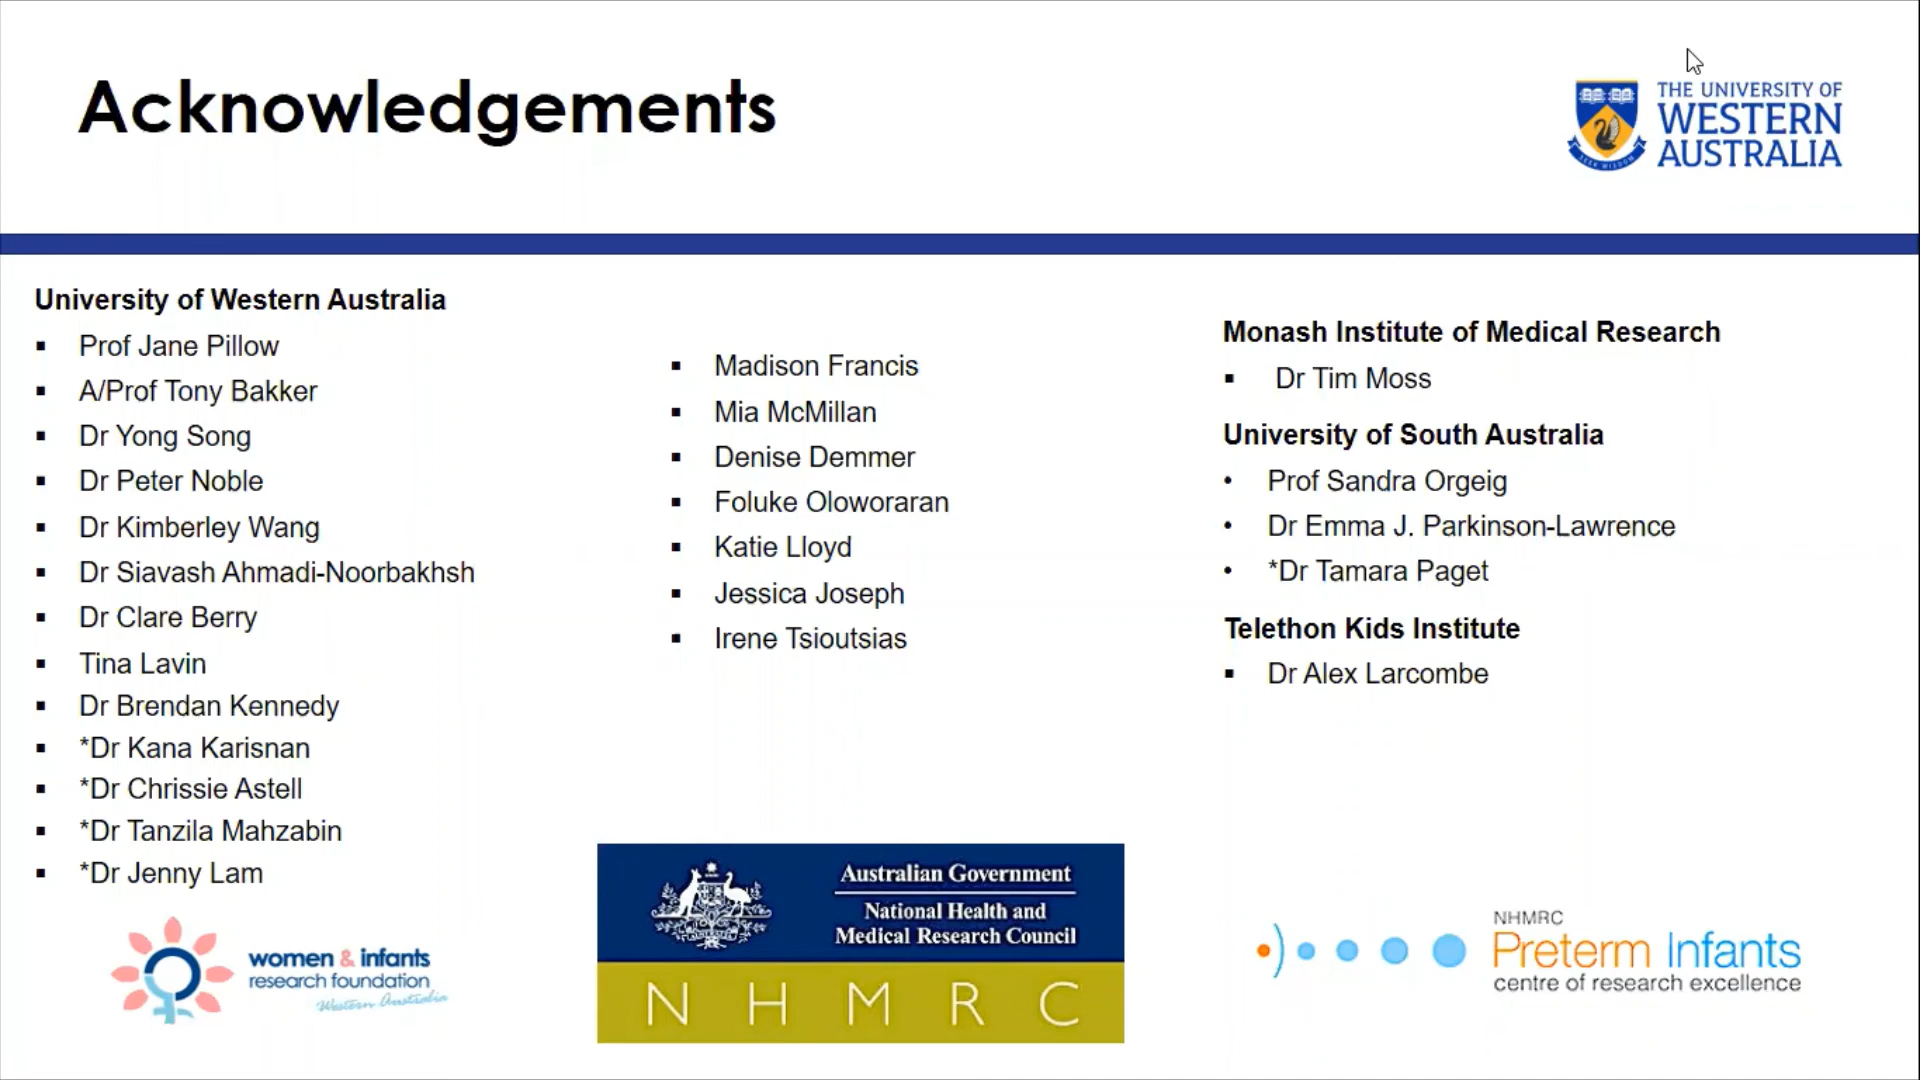 Acknowledgements
THE UNIVERSITY OF
WESTERN
AUSTRALIA
University of Western Australia
Prof Jane Pillow
A/Prof Tony Bakker
Dr Yong Song
Dr Peter Noble
Dr Kimberley Wang
Dr Siavash Ahmadi-Noorbakhsh
Dr Clare Berry
Tina Lavin
Dr Brendan Kennedy
*Dr Kana Karisnan
*Dr Chrissie Astell
*Dr Tanzila Mahzabin
*Dr Jenny Lam
Madison Francis
Mia McMillan
Denise Demmer
Foluke Oloworaran
Katie Lloyd
Jessica Joseph
Irene Tsioutsias
Monash Institute of Medical Research
Dr Tim Moss
University of South Australia
Prof Sandra Orgeig
Dr Emma J. Parkinson-Lawrence
*Dr Tamara Paget
Telethon Kids Institute
Dr Alex Larcombe
women & infants
research foundation
Western Australia
Australian Government
National Health and
Medical Research Council
NHMRC
NHMRC
Preterm Infants
centre of research excellence